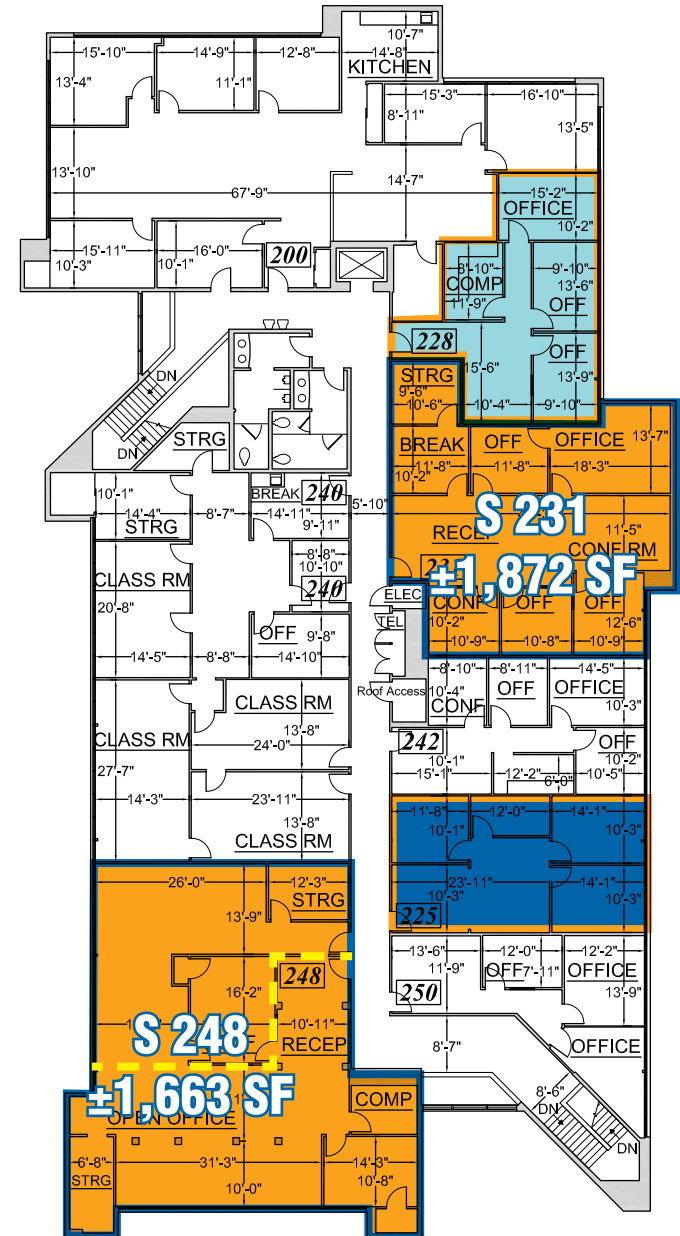 10'-7"
15'-10" 14'-9" 12'-8" 14'-8"
KITCHEN
13'-4" 11'-1"
15'-3" 16'-10"
8'-11" 13'-5"
13'-10"
14'-7"
67'-9"
15'-2"
OFFICE
10'-2"
15'-11" 16'-0" 200
10'-3" 10'-1"
8'-10" 9'-10"
COMP 13'-6"
11'-9" OFF
228
OFF
15'-6"
13'-9"
10'-4" 9'-10"
DN
DN
STRG
STRG
9'-6"
10'-6"
BREAK OFF OFFICE 13'-7"
11'-8" 11'-8" 18'-3"
10'-2"
10'-1" BREAK 240
14'-4" 8'-7" 14'-11" 5'-10"
STRG 9'-11"
S 231
±1,872 SF
RECEP 11'-5"
CONF RM
8'-8"
10'-10"
240
CLASS RM
20'-8"
ELEC
TEL
CONF OFF OFF
10'-2" 12'-6"
10'-9" 10'-8" 10'-9"
OFF 9'-8"
14'-5" 8'-8" 14'-10"
8'-10" 8'-11" 14'-5"
Roof Access 10'-4" OFF OFFICE
CONF 10'-3"
CLASS RM
13'-8"
24'-0"
CLASS RM
27'-7"
242 OFF
10'-1" 10'-2"
15'-1" 12'-2" 6'-0" 10'-5"
14'-3" 23'-11"
13'-8"
CLASS RM
11'-8" 12'-0" 14'-1"
10'-1" 10'-3"
23'-11" 14'-1"
10'-3" 10'-3"
225
26'-0" 12'-3"
STRG
13'-9"
248
16'-2"
10'-11"
RECEP
S 248
±1,663 SF
OPEN OFFICE
COMP
6'-8" 31'-3" 14'-3"
STRG 10'-0" 10'-8"
13'-6" 12'-0" 12'-2"
11'-9" OFF 7'-11" OFFICE
250 13'-9"
8'-7" OFFICE
8'-6"
DN
DN